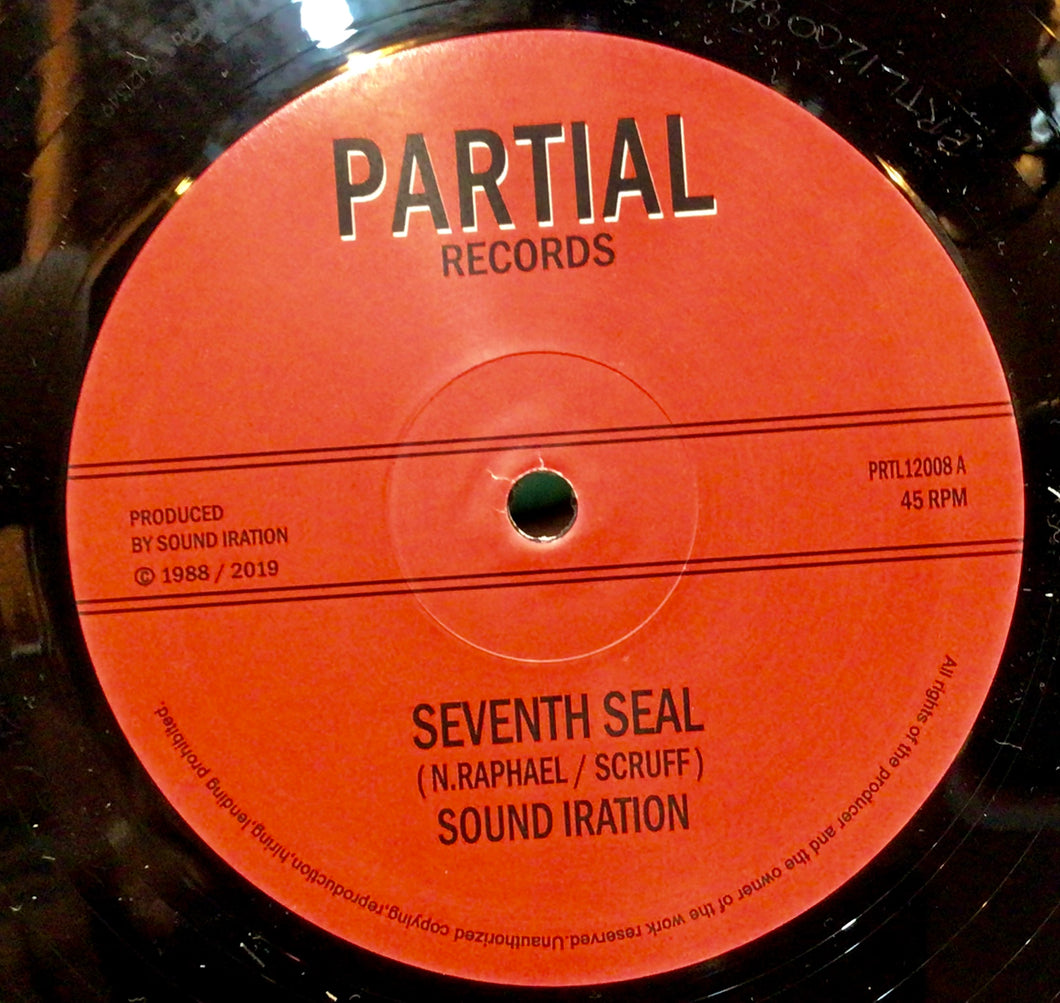 PARTIAL
RECORDS
PRTL12008 A
45 RPM
PRODUCED
BY SOUND IRATION
© 1988 / 2019
SEVENTH SEAL
( N.RAPHAEL / SCRUFF )
SOUND IRATION
All rights of the producer and the owner of the work reserved.Unauthorized copying,reproduction,hiring,lending prohibited.
PRTL12008A